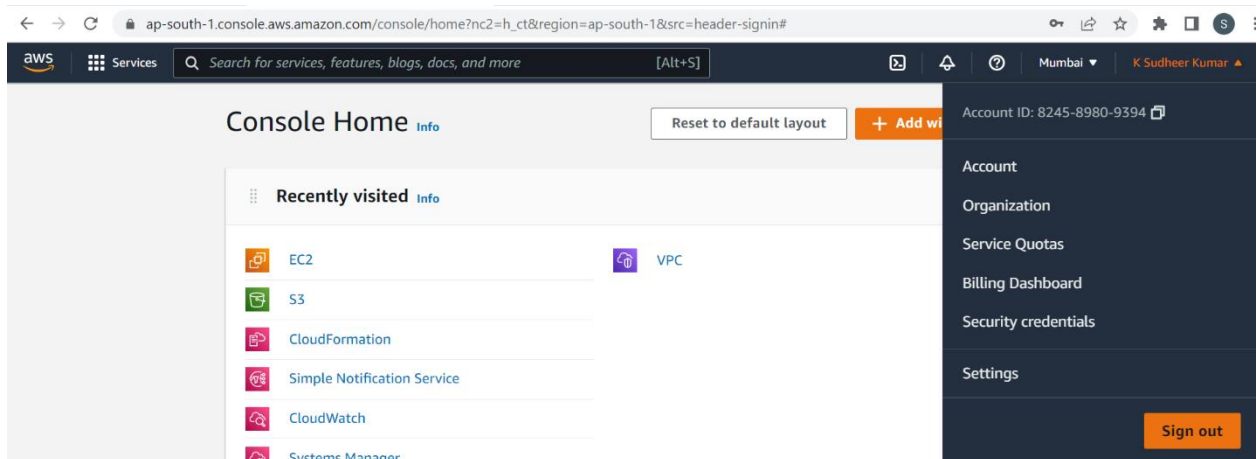 ap-south-1.console.aws.amazon.com/console/home?nc2=h_ct&region=ap-south-1&src=header-signin#
S
aws
Services
Search for services, features, blogs, docs, and more
[Alt+S]
Mumbai
K Sudheer Kumar
Console Home Info
Reset to default layout
+ Add wi
Account ID: 8245-8980-9394
Account
Organization
Service Quotas
Billing Dashboard
Security credentials
Settings
Sign out
Recently visited Info
EC2
VPC
S3
CloudFormation
Simple Notification Service
CloudWatch
Systems Manager